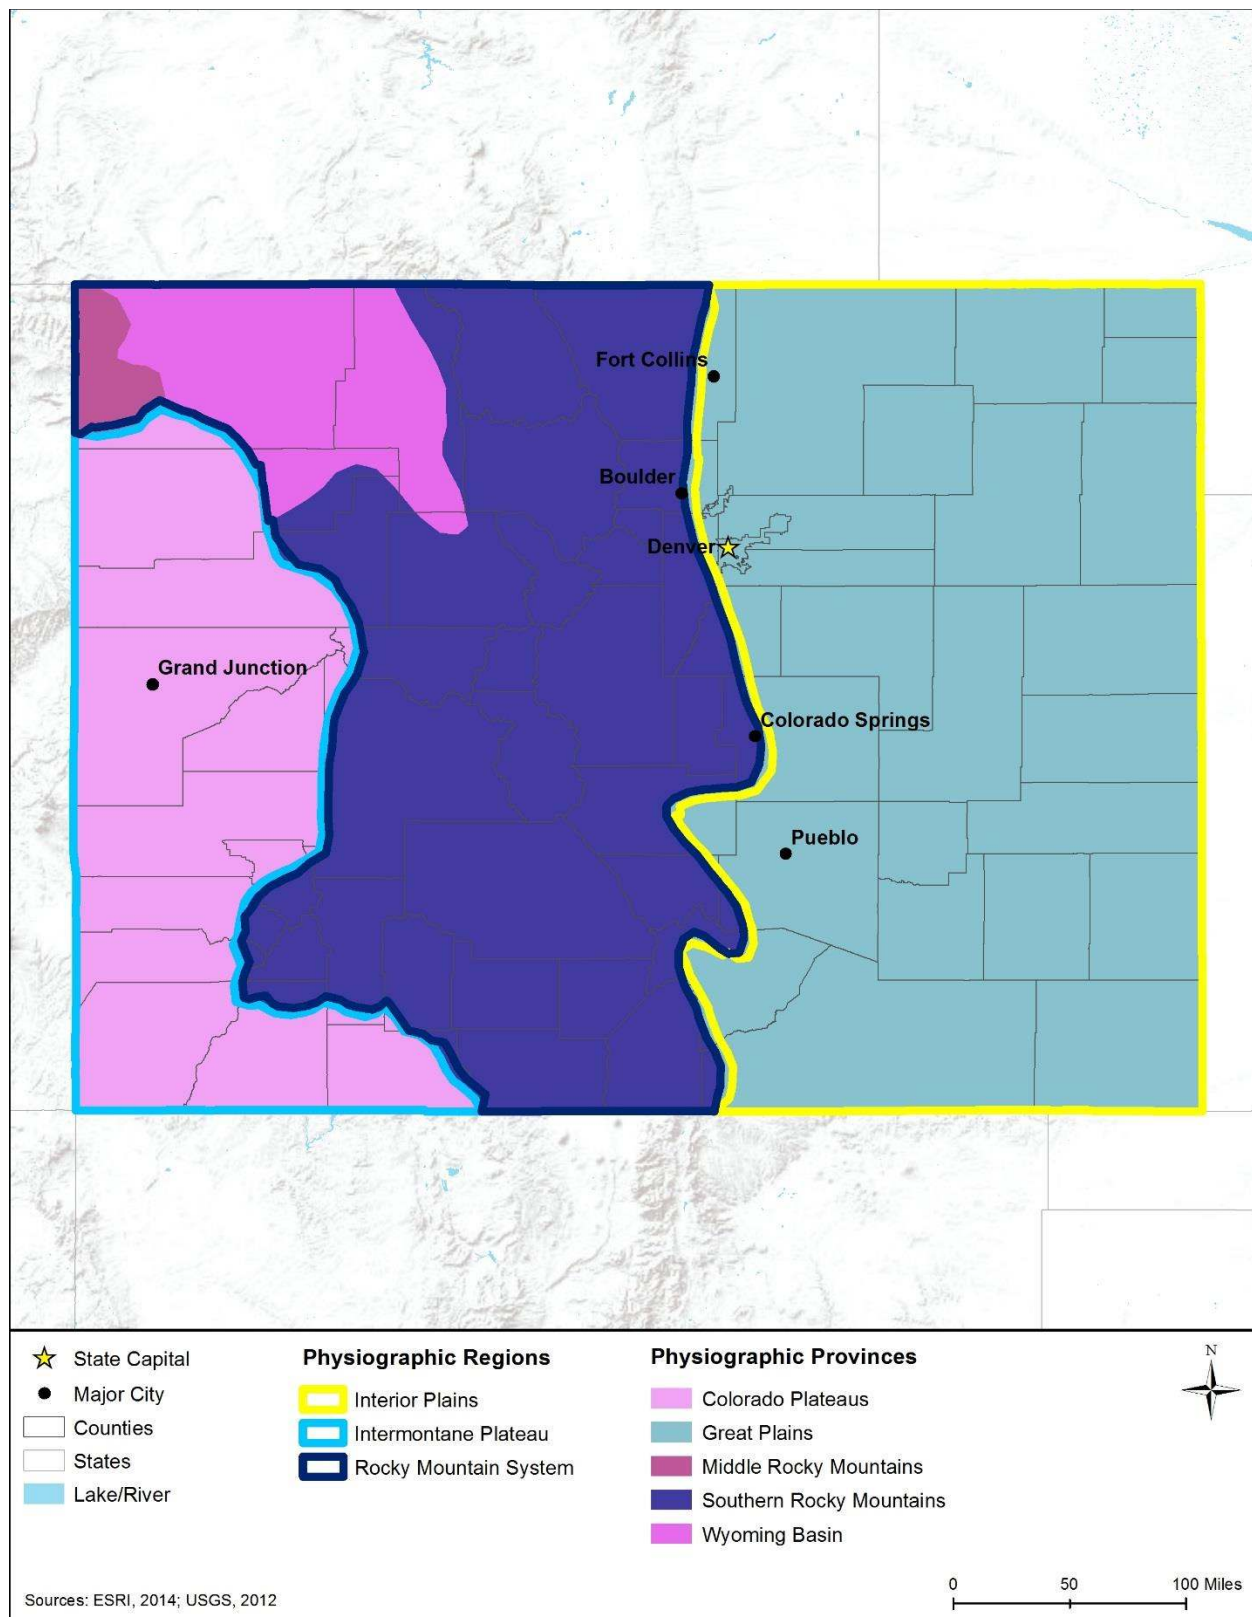 Fort Collins
Boulder
Denver
Grand Junction
Colorado Springs
Pueblo
State Capital
Major City
Counties
States
Lake/River
Physiographic Regions
Interior Plains
Intermontane Plateau
Rocky Mountain System
Physiographic Provinces
Colorado Plateaus
Great Plains
Middle Rocky Mountains
Southern Rocky Mountains
Wyoming Basin
N
Sources: ESRI, 2014; USGS, 2012
0 50 100 Miles